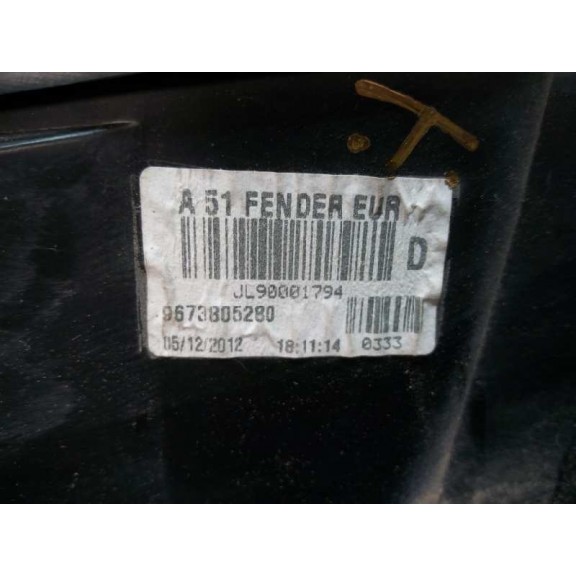 A 51 FENDER EUR
D
JL90001794
9673805280
05/12/2012 18:11:14 0333
.T